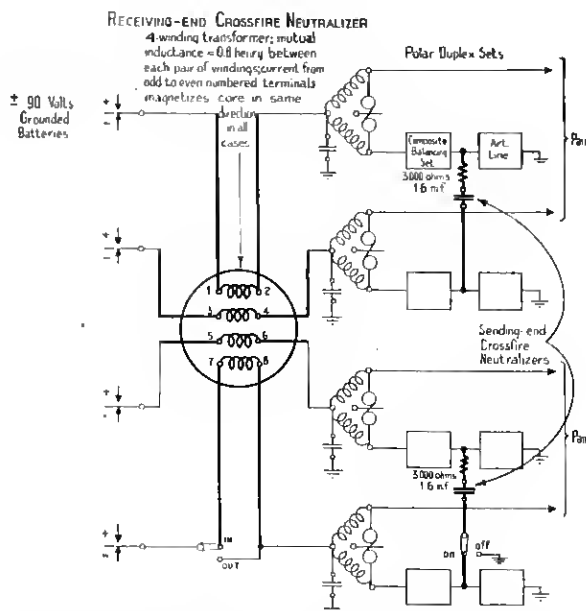 RECEIVING-END CROSSFIRE NEUTRALIZER
4-winding transformer; mutual
inductance = 0.8 henry between
each pair of windings; current from
odd to even numbered terminals
magnetizes core in same
direction
in all
cases
Polar Duplex Sets
± 90 Volts
Grounded
Batteries
+
-
Composite
Balancing
Set
Art.
Line
3000 ohms
1.6 mf
Pair
+
-
1 2
3 4
5 6
7 8
Sending-end
Crossfire
Neutralizers
+
-
3000 ohms
1.6 mf
Pair
+
-
IN
OUT
on off